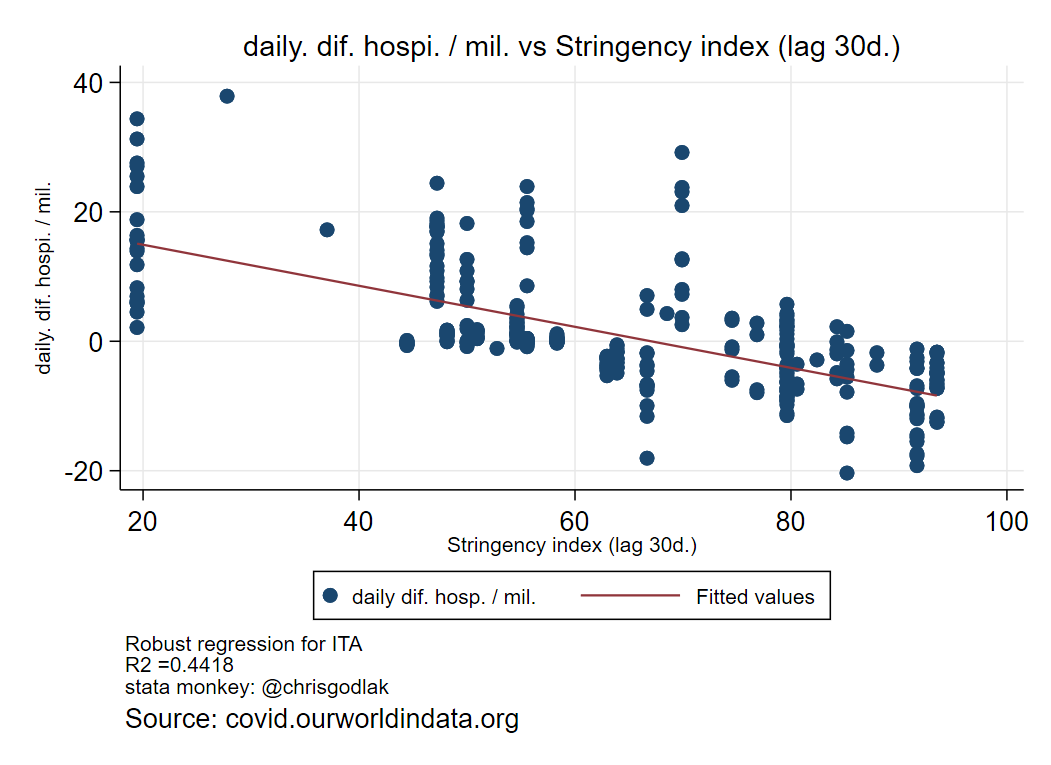 daily. dif. hospi. / mil. vs Stringency index (lag 30d.)
daily. dif. hospi. / mil.
40
20
0
-20
20 40 60 80 100
Stringency index (lag 30d.)
daily dif. hosp. / mil. Fitted values
Robust regression for ITA
R2 =0.4418
stata monkey: @chrisgodlak
Source: covid.ourworldindata.org